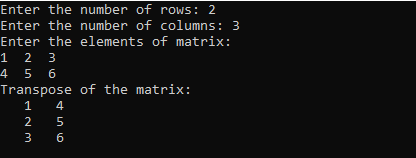 Enter the number of rows: 2
Enter the number of columns: 3
Enter the elements of matrix:
1  2  3
4  5  6
Transpose of the matrix:
   1   4
   2   5
   3   6